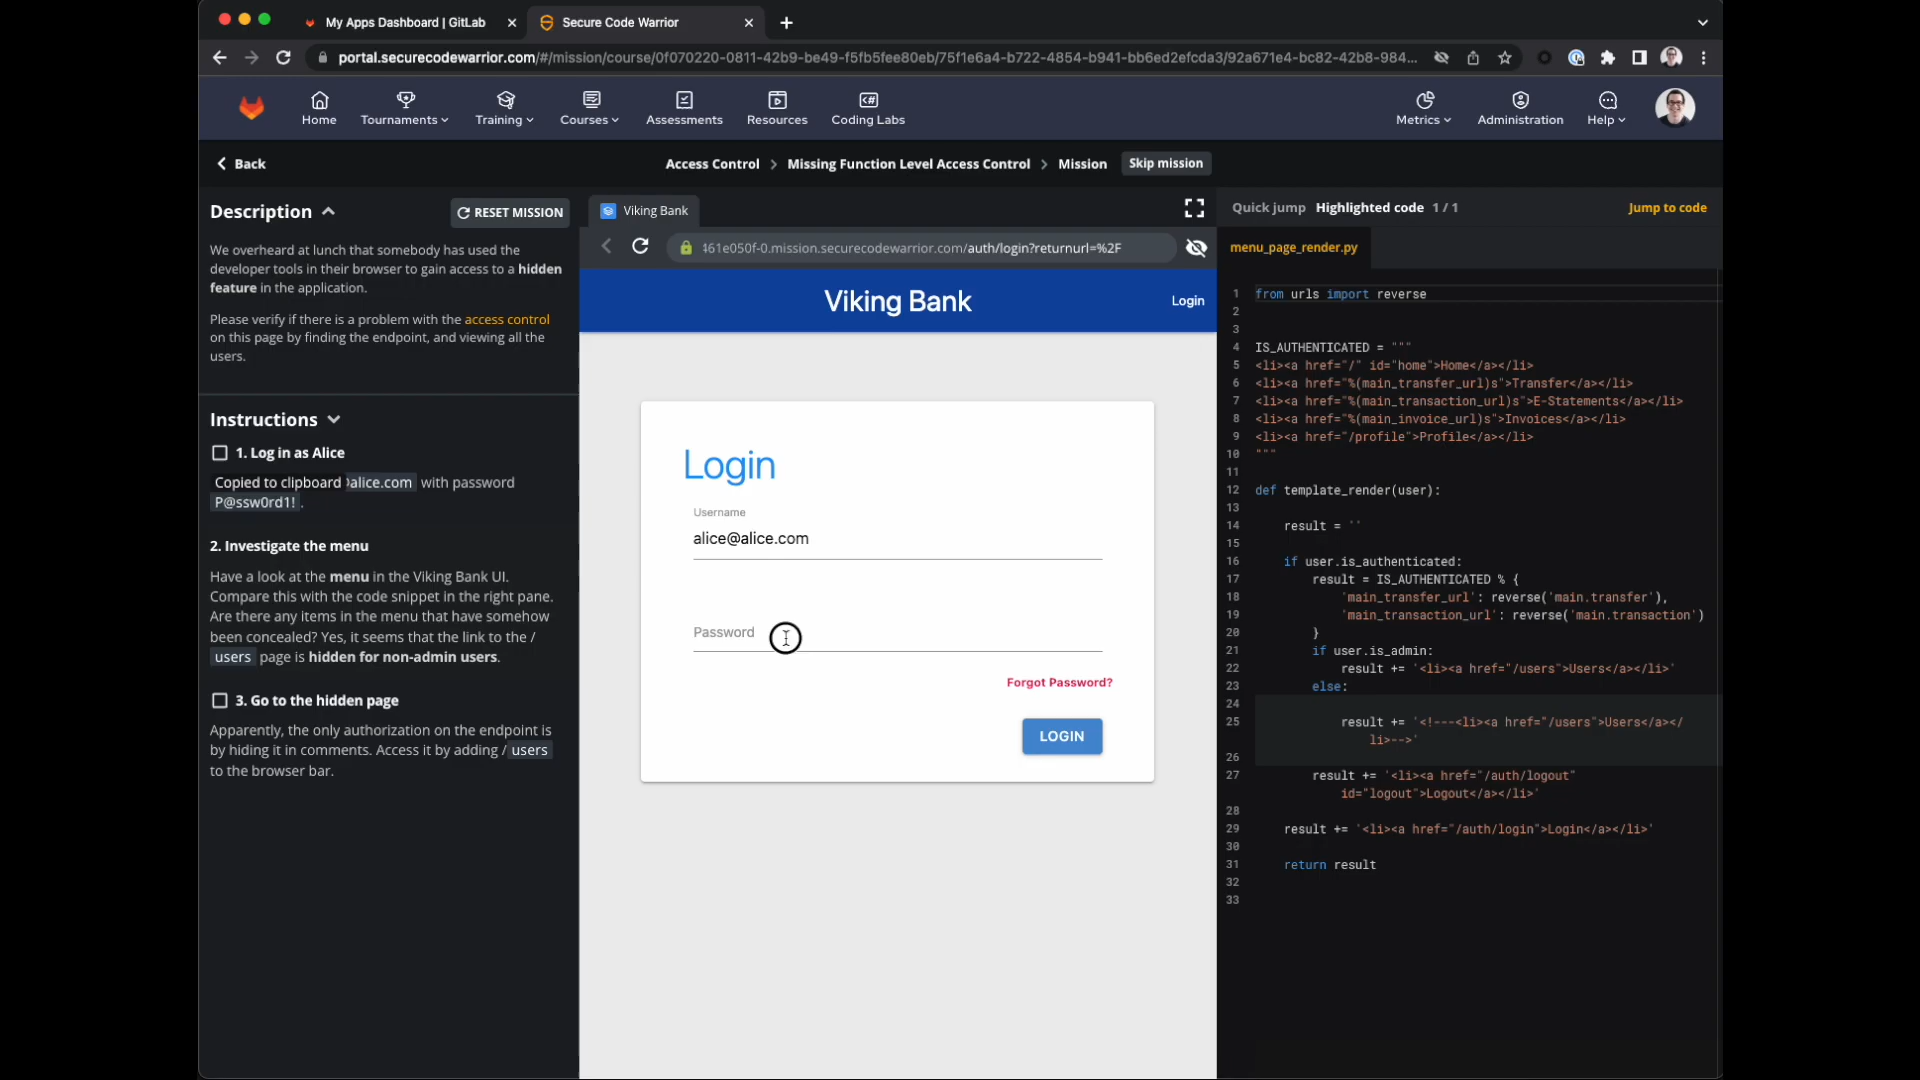 My Apps Dashboard | GitLab
Secure Code Warrior
portal.securecodewarrior.com/#/mission/course/0f070220-0811-42b9-be49-f5fb5fee80eb/75f1e6a4-b722-4854-b941-bb6ed2efcda3/92a671e4-bc82-42b8-984...
Home
Tournaments
Training
Courses
Assessments
Resources
Coding Labs
Metrics
Administration
Help
Back
Access Control > Missing Function Level Access Control > Mission
Skip mission
Description
RESET MISSION
We overheard at lunch that somebody has used the
developer tools in their browser to gain access to a hidden
feature in the application.
Please verify if there is a problem with the access control
on this page by finding the endpoint, and viewing all the
users.
Instructions
1. Log in as Alice
Copied to clipboard alice.com with password
P@ssw0rd1! .
2. Investigate the menu
Have a look at the menu in the Viking Bank UI.
Compare this with the code snippet in the right pane.
Are there any items in the menu that have somehow
been concealed? Yes, it seems that the link to the /
users page is hidden for non-admin users.
3. Go to the hidden page
Apparently, the only authorization on the endpoint is
by hiding it in comments. Access it by adding / users
to the browser bar.
Viking Bank
461e050f-0.mission.securecodewarrior.com/auth/login?returnurl=%2F
Viking Bank
Login
Login
Username
alice@alice.com
Password
Forgot Password?
LOGIN
Quick jump Highlighted code 1 / 1
Jump to code
menu_page_render.py
1 from urls import reverse
2
3
4 IS_AUTHENTICATED = """
5 <li><a href="/" id="home">Home</a></li>
6 <li><a href="%(main_transfer_url)s">Transfer</a></li>
7 <li><a href="%(main_transaction_url)s">E-Statements</a></li>
8 <li><a href="%(main_invoice_url)s">Invoices</a></li>
9 <li><a href="/profile">Profile</a></li>
10 """
11
12 def template_render(user):
13
14 result = ''
15
16 if user.is_authenticated:
17 result = IS_AUTHENTICATED % {
18 'main_transfer_url': reverse('main.transfer'),
19 'main_transaction_url': reverse('main.transaction')
20 }
21 if user.is_admin:
22 result += '<li><a href="/users">Users</a></li>'
23 else:
24
25 result += '<!---<li><a href="/users">Users</a></
li>-->'
26
27 result += '<li><a href="/auth/logout"
id="logout">Logout</a></li>'
28
29 result += '<li><a href="/auth/login">Login</a></li>'
30
31 return result
32
33